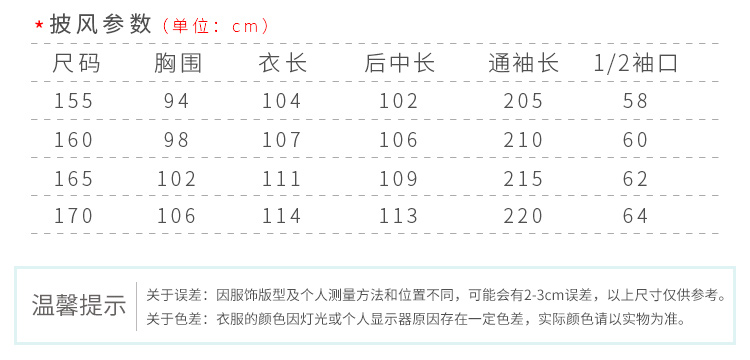 *披风参数(单位：cm)
尺码 胸围 衣长 后中长 通袖长 1/2袖口
155 94 104 102 205 58
160 98 107 106 210 60
165 102 111 109 215 62
170 106 114 113 220 64
温馨提示
关于误差：因服饰版型及个人测量方法和位置不同，可能会有2-3cm误差，以上尺寸仅供参考。
关于色差：衣服的颜色因灯光或个人显示器原因存在一定色差，实际颜色请以实物为准。